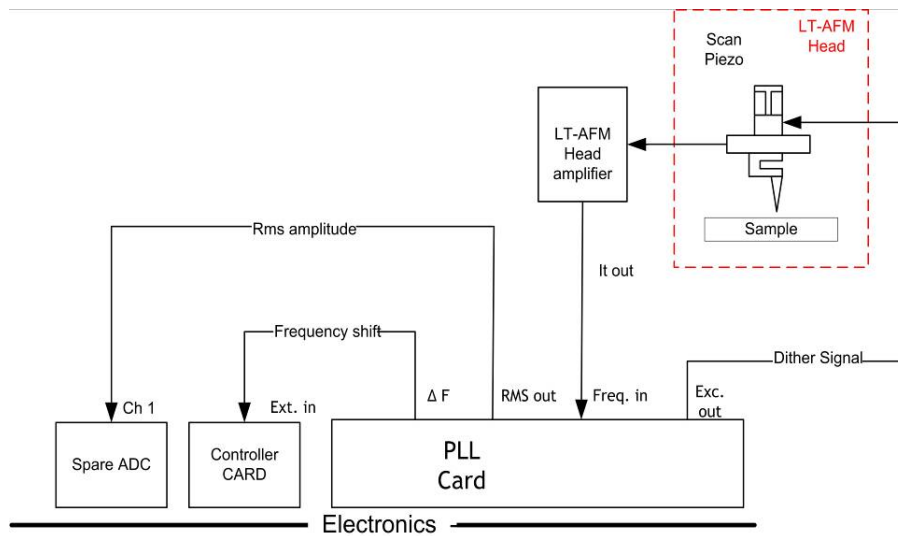 LT-AFM
Head
Scan
Piezo
LT-AFM
Head
amplifier
Sample
Rms amplitude
It out
Frequency shift
Dither Signal
Ch 1
Ext. in
Δ F
RMS out
Freq. in
Exc.
out
Spare ADC
Controller
CARD
PLL
Card
Electronics